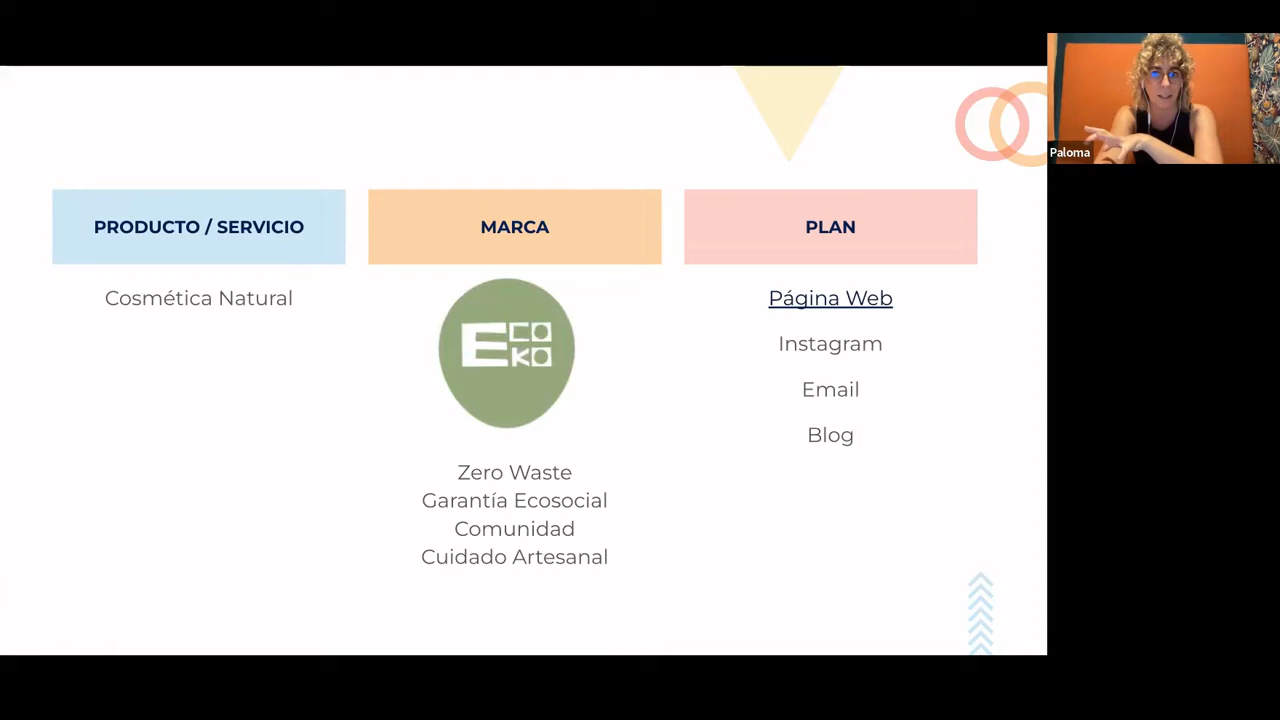 PRODUCTO / SERVICIO
Cosmética Natural
MARCA
ECO
KO
Zero Waste
Garantía Ecosocial
Comunidad
Cuidado Artesanal
PLAN
Página Web
Instagram
Email
Blog
Paloma